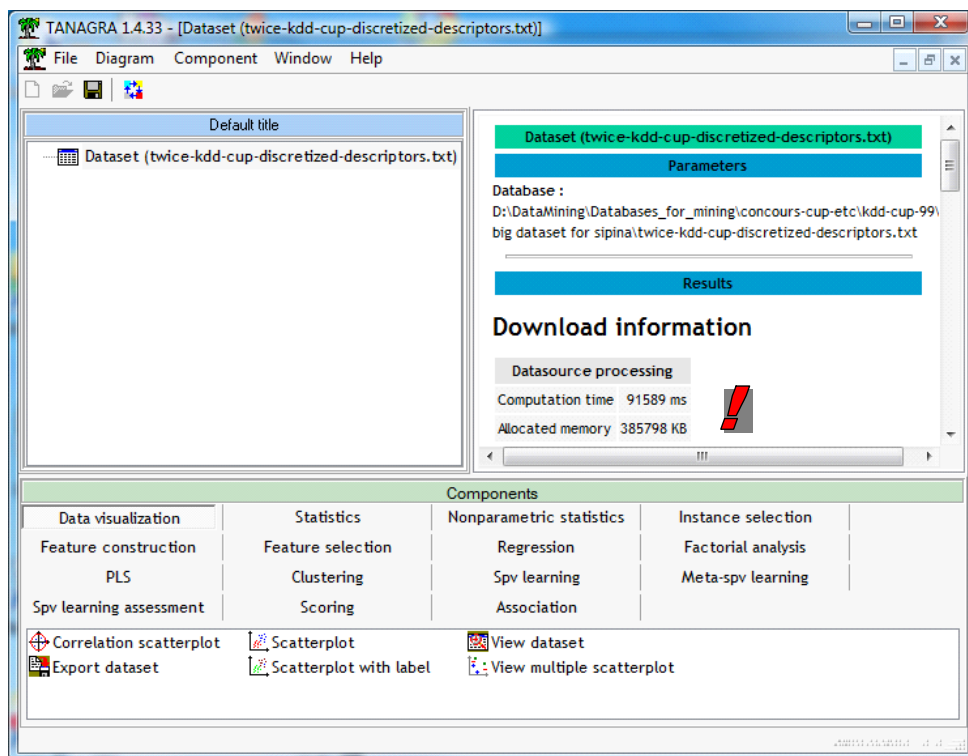 TANAGRA 1.4.33 - [Dataset (twice-kdd-cup-discretized-descriptors.txt)]
File Diagram Component Window Help
Default title
Dataset (twice-kdd-cup-discretized-descriptors.txt)
Dataset (twice-kdd-cup-discretized-descriptors.txt)
Parameters
Database :
D:\DataMining\Databases_for_mining\concours-cup-etc\kdd-cup-99\
big dataset for sipina\twice-kdd-cup-discretized-descriptors.txt
Results
Download information
Datasource processing
Computation time 91589 ms
Allocated memory 385798 KB
!
Components
Data visualization Statistics Nonparametric statistics Instance selection
Feature construction Feature selection Regression Factorial analysis
PLS Clustering Spv learning Meta-spv learning
Spv learning assessment Scoring Association
Correlation scatterplot Scatterplot View dataset
Export dataset Scatterplot with label View multiple scatterplot